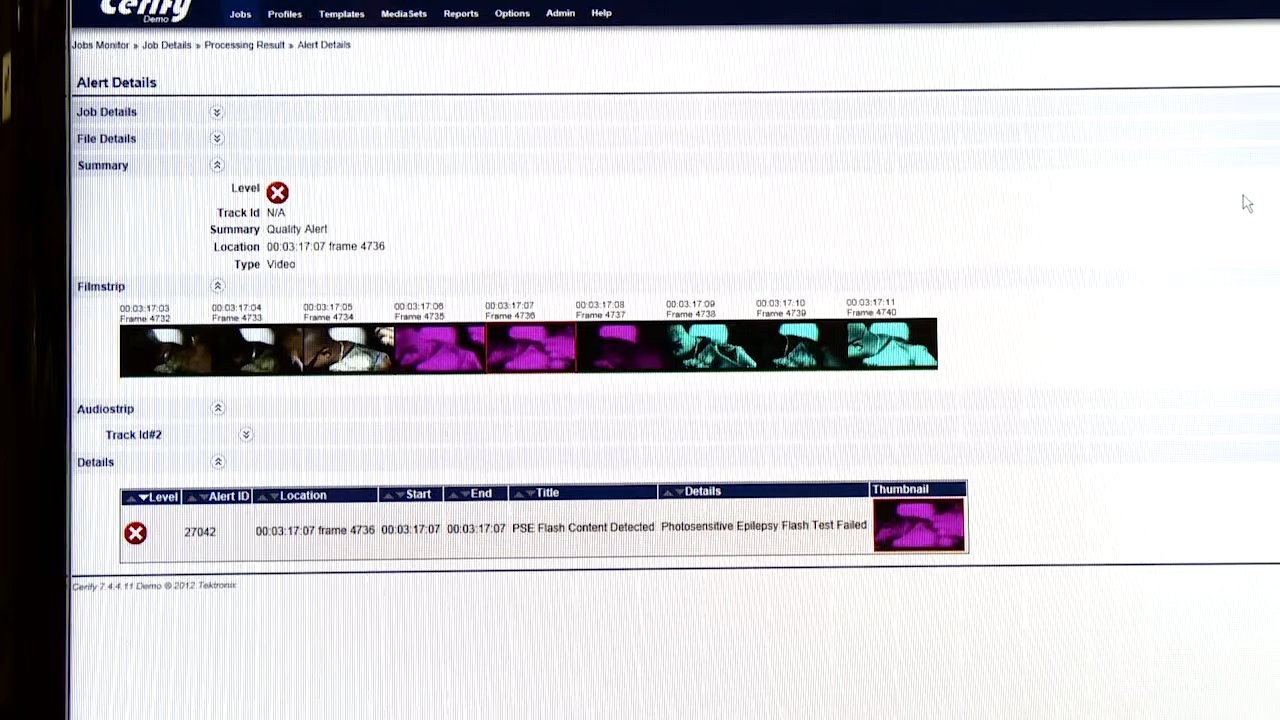 Cerify
Demo
Jobs Profiles Templates MediaSets Reports Options Admin Help
Jobs Monitor » Job Details » Processing Result » Alert Details
Alert Details
Job Details
File Details
Summary
Level
Track Id N/A
Summary Quality Alert
Location 00:03:17:07 frame 4736
Type Video
Filmstrip
00:03:17:03 00:03:17:04 00:03:17:05 00:03:17:06 00:03:17:07 00:03:17:08 00:03:17:09 00:03:17:10 00:03:17:11
Frame 4732 Frame 4733 Frame 4734 Frame 4735 Frame 4736 Frame 4737 Frame 4738 Frame 4739 Frame 4740
Audiostrip
Track Id#2
Details
Level Alert ID Location Start End Title Details Thumbnail
27042 00:03:17:07 frame 4736 00:03:17:07 00:03:17:07 PSE Flash Content Detected Photosensitive Epilepsy Flash Test Failed
Cerify 7.4.4.11 Demo © 2012 Tektronix